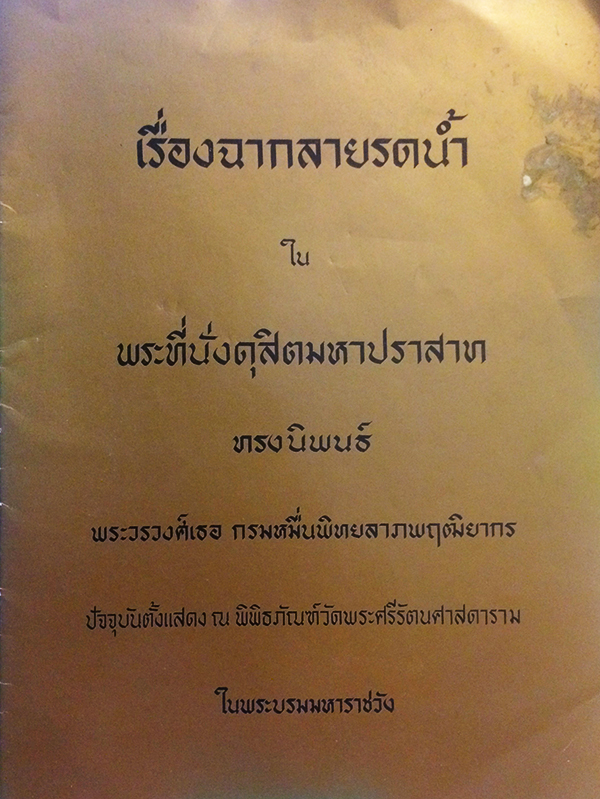 เรื่องฉากลายรดน้ำ
ใน
พระที่นั่งดุสิตมหาปราสาท
ทรงนิพนธ์
พระวรวงศ์เธอ กรมหมื่นพิทยลาภพฤฒิยากร
ปัจจุบันตั้งแสดง ณ พิพิธภัณฑ์วัดพระศรีรัตนศาสดาราม
ในพระบรมมหาราชวัง